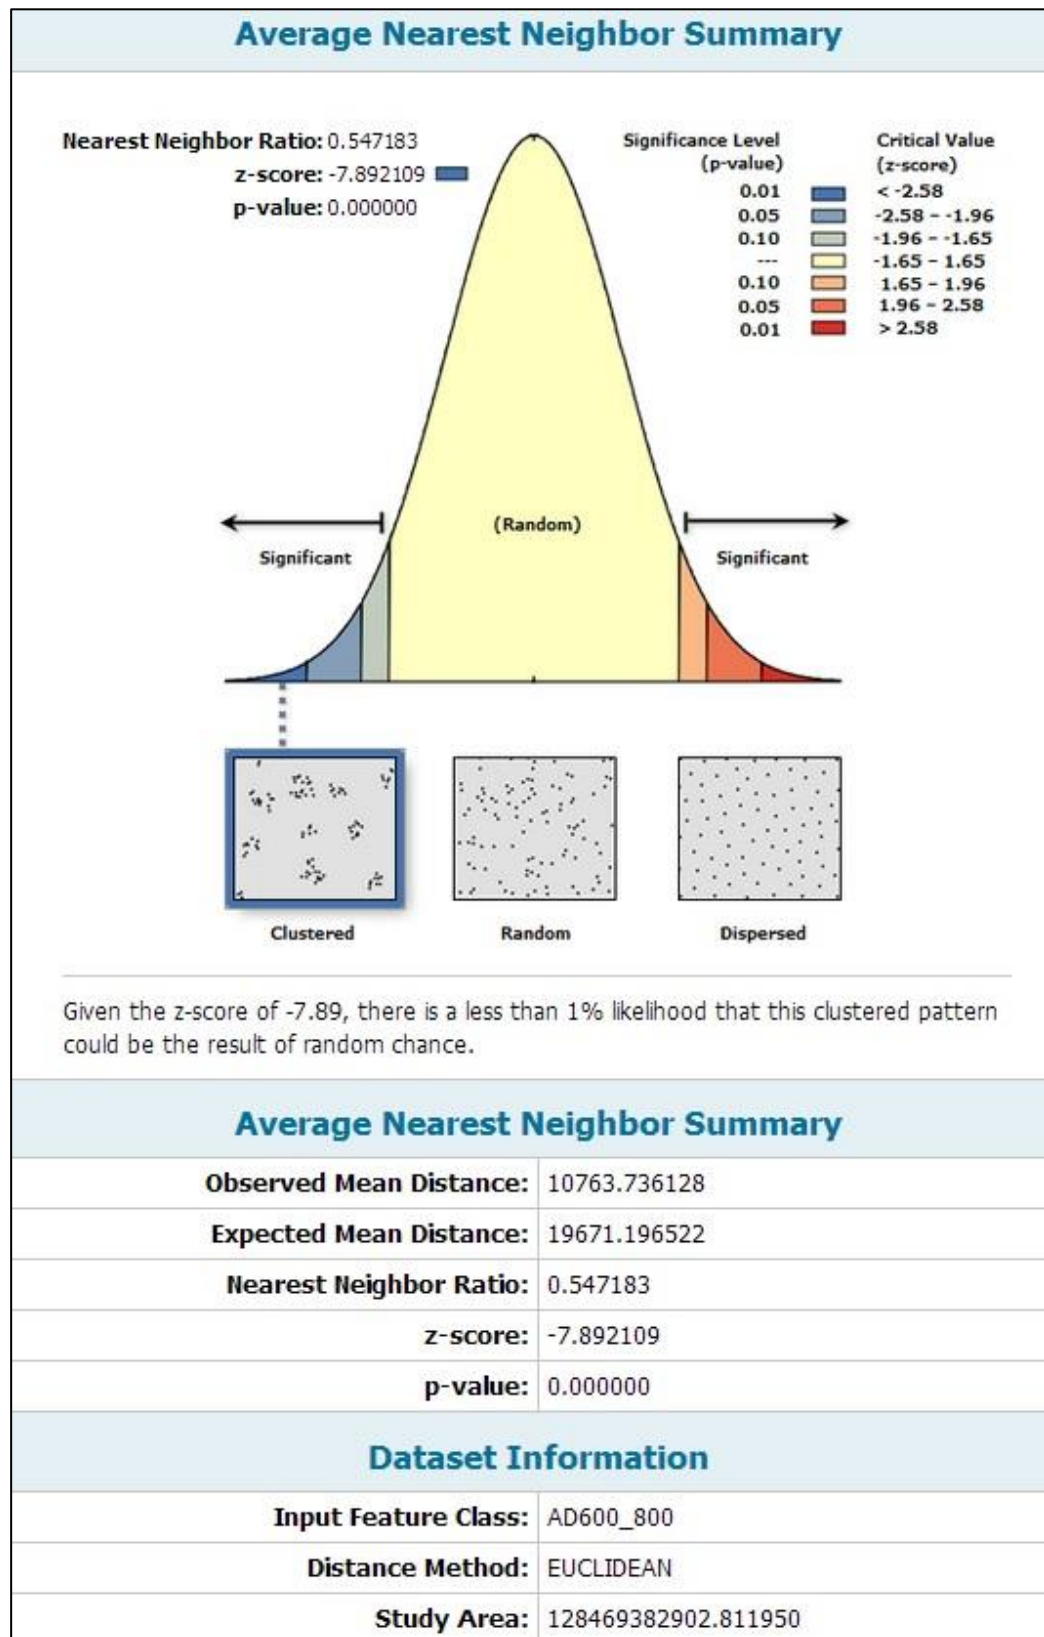 Average Nearest Neighbor Summary
Nearest Neighbor Ratio: 0.547183
z-score: -7.892109
p-value: 0.000000
Significance Level (p-value) Critical Value (z-score)
0.01 < -2.58
0.05 -2.58 – -1.96
0.10 -1.96 – -1.65
--- -1.65 – 1.65
0.10 1.65 – 1.96
0.05 1.96 – 2.58
0.01 > 2.58
(Random)
Significant Significant
Clustered Random Dispersed
Given the z-score of -7.89, there is a less than 1% likelihood that this clustered pattern
could be the result of random chance.
Average Nearest Neighbor Summary
Observed Mean Distance: 10763.736128
Expected Mean Distance: 19671.196522
Nearest Neighbor Ratio: 0.547183
z-score: -7.892109
p-value: 0.000000
Dataset Information
Input Feature Class: AD600_800
Distance Method: EUCLIDEAN
Study Area: 128469382902.811950